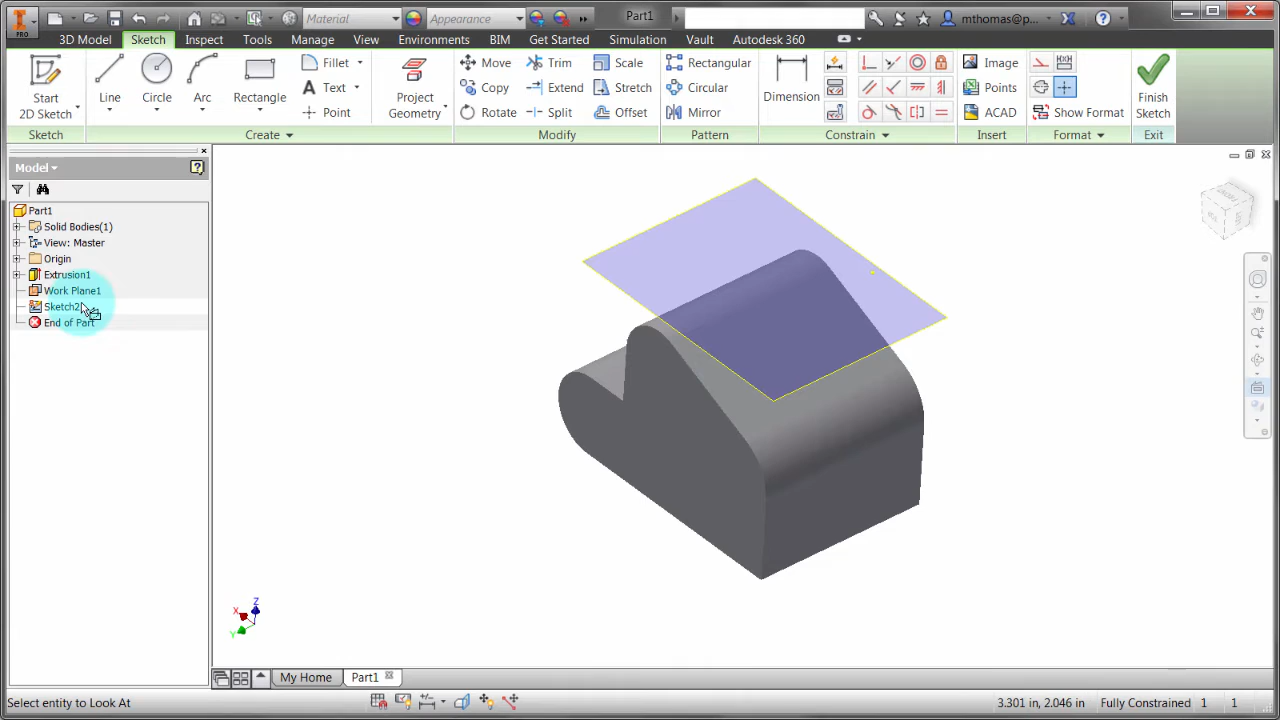 PRO
Material
Appearance
Part1
mthomas@p...
3D Model Sketch Inspect Tools Manage View Environments BIM Get Started Simulation Vault Autodesk 360
Start 2D Sketch
Line
Circle
Arc
Rectangle
Fillet
Text
Point
Project Geometry
Move
Copy
Rotate
Trim
Extend
Split
Scale
Stretch
Offset
Rectangular
Circular
Mirror
Dimension
Image
Points
ACAD
Show Format
Finish Sketch
Sketch Create Modify Pattern Constrain Insert Format Exit
Model
Part1
Solid Bodies(1)
View: Master
Origin
Extrusion1
Work Plane1
Sketch2
End of Part
X
Y
Z
My Home
Part1
Select entity to Look At
3.301 in, 2.046 in Fully Constrained 1 1